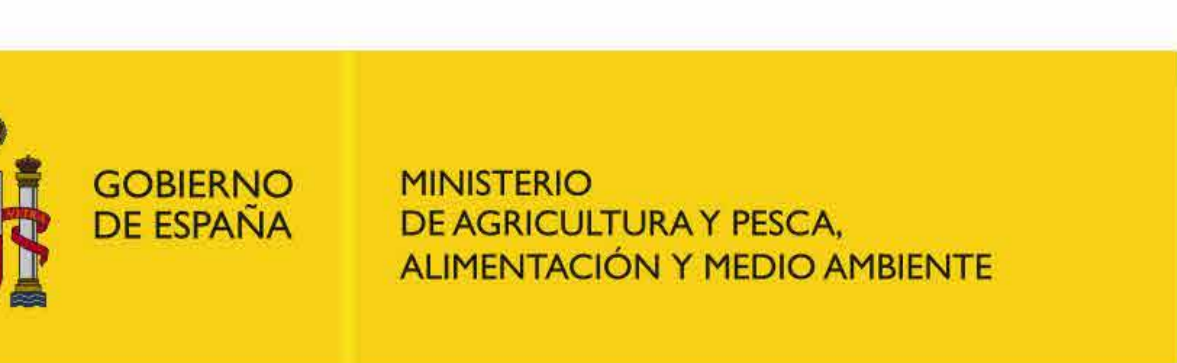 GOBIERNO
DE ESPAÑA
MINISTERIO
DE AGRICULTURA Y PESCA,
ALIMENTACIÓN Y MEDIO AMBIENTE